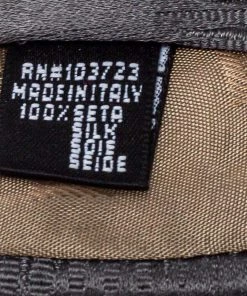 RN#103723
MADE IN ITALY
100% SETA
SILK
SOIE
SEIDE